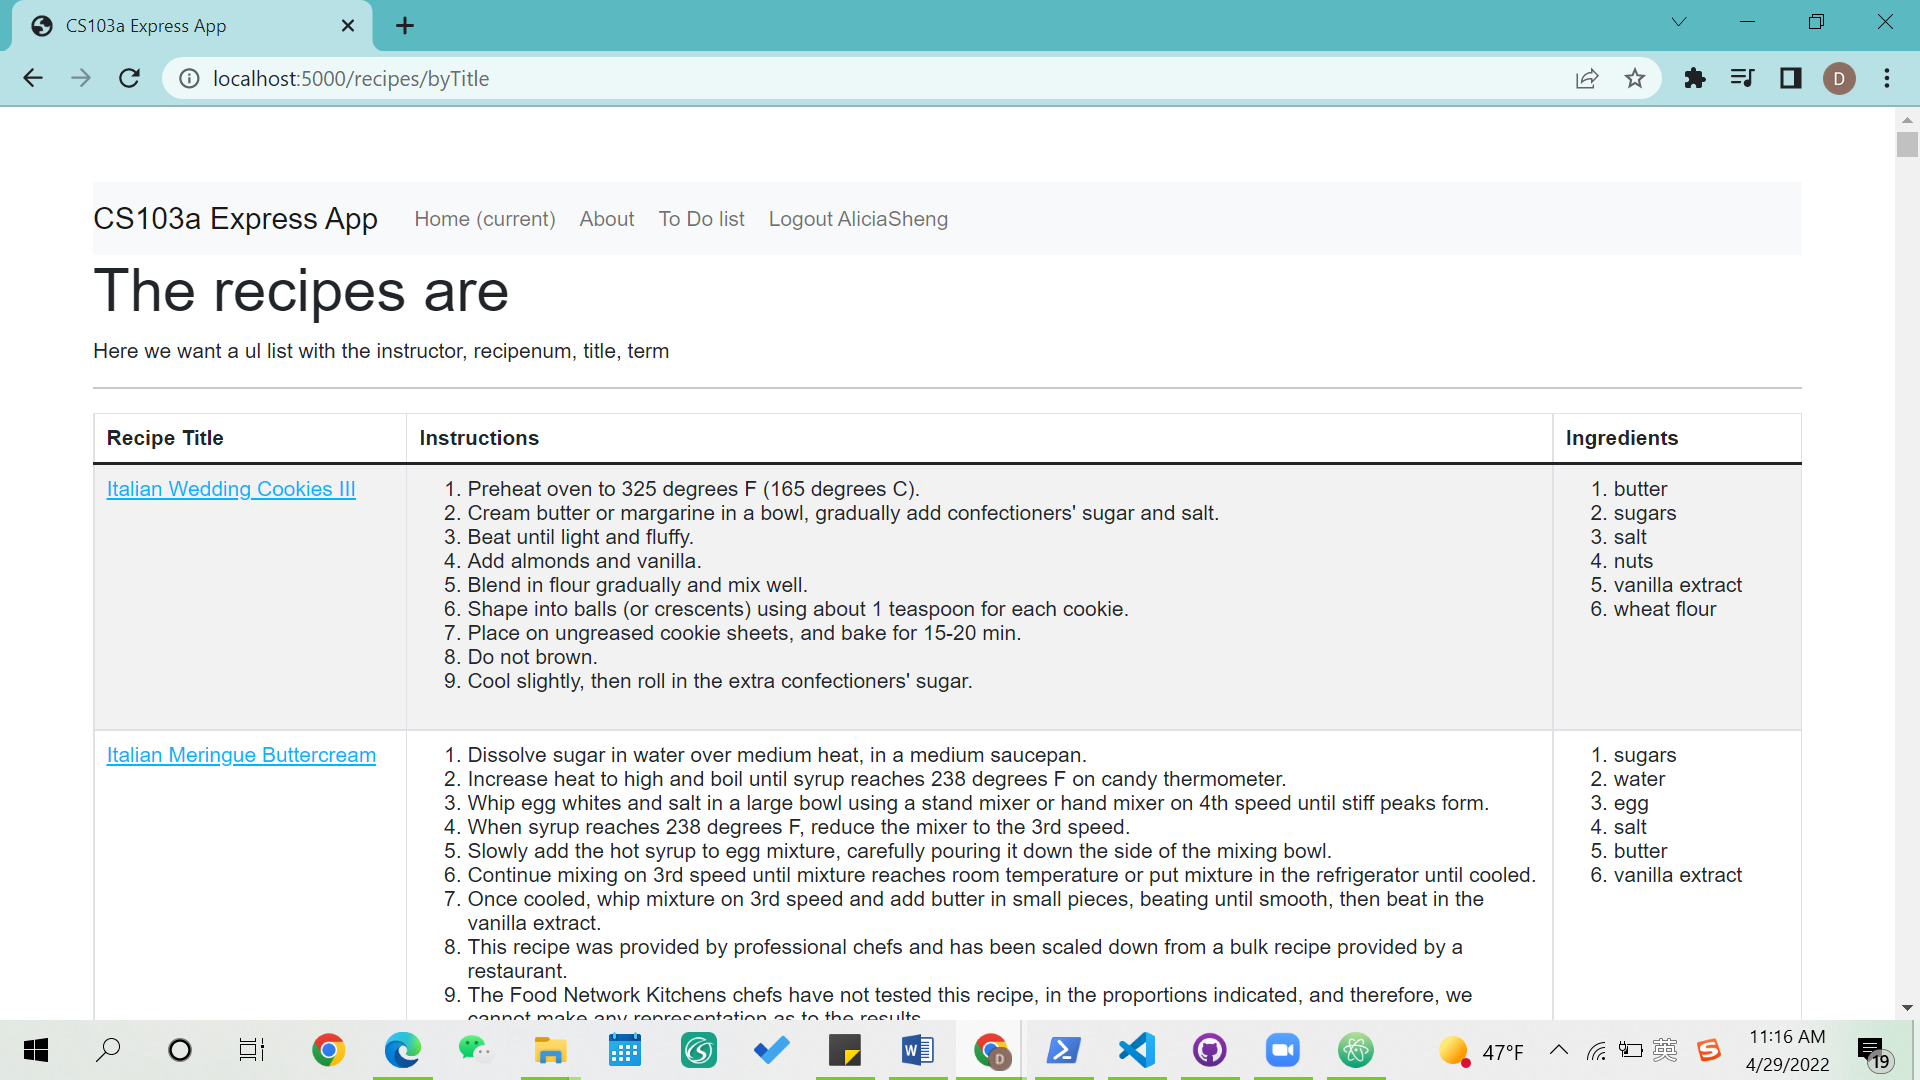 CS103a Express App
localhost:5000/recipes/byTitle
D
CS103a Express App Home (current) About To Do list Logout AliciaSheng
The recipes are
Here we want a ul list with the instructor, recipenum, title, term
Recipe Title Instructions Ingredients
Italian Wedding Cookies III
1. Preheat oven to 325 degrees F (165 degrees C).
2. Cream butter or margarine in a bowl, gradually add confectioners' sugar and salt.
3. Beat until light and fluffy.
4. Add almonds and vanilla.
5. Blend in flour gradually and mix well.
6. Shape into balls (or crescents) using about 1 teaspoon for each cookie.
7. Place on ungreased cookie sheets, and bake for 15-20 min.
8. Do not brown.
9. Cool slightly, then roll in the extra confectioners' sugar.
1. butter
2. sugars
3. salt
4. nuts
5. vanilla extract
6. wheat flour
Italian Meringue Buttercream
1. Dissolve sugar in water over medium heat, in a medium saucepan.
2. Increase heat to high and boil until syrup reaches 238 degrees F on candy thermometer.
3. Whip egg whites and salt in a large bowl using a stand mixer or hand mixer on 4th speed until stiff peaks form.
4. When syrup reaches 238 degrees F, reduce the mixer to the 3rd speed.
5. Slowly add the hot syrup to egg mixture, carefully pouring it down the side of the mixing bowl.
6. Continue mixing on 3rd speed until mixture reaches room temperature or put mixture in the refrigerator until cooled.
7. Once cooled, whip mixture on 3rd speed and add butter in small pieces, beating until smooth, then beat in the
vanilla extract.
8. This recipe was provided by professional chefs and has been scaled down from a bulk recipe provided by a
restaurant.
9. The Food Network Kitchens chefs have not tested this recipe, in the proportions indicated, and therefore, we
cannot make any representation as to the results.
1. sugars
2. water
3. egg
4. salt
5. butter
6. vanilla extract
D
47°F
英
11:16 AM
4/29/2022
19